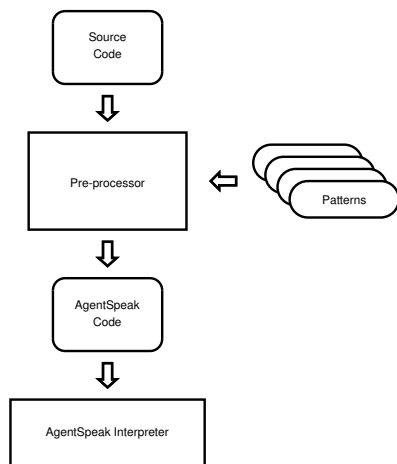 Source
Code
Pre-processor
Patterns
AgentSpeak
Code
AgentSpeak Interpreter